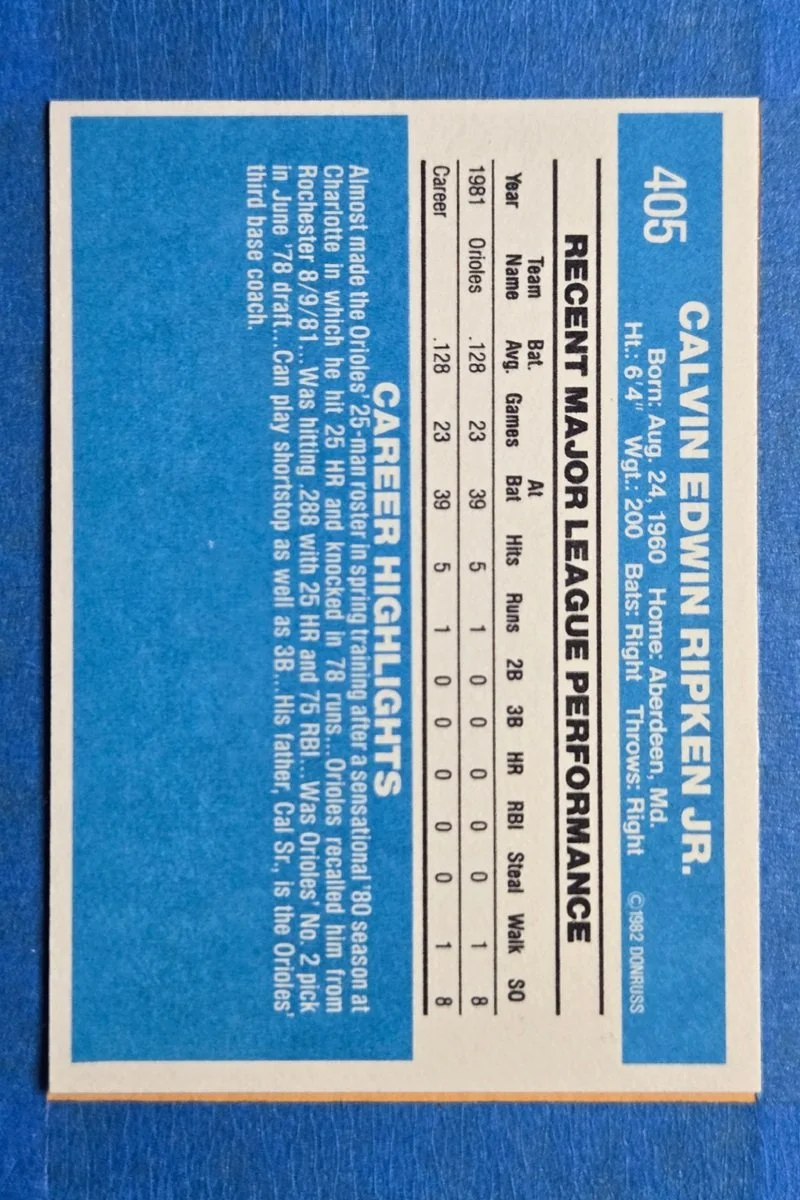 405
CALVIN EDWIN RIPKEN JR.
Born: Aug. 24, 1960 Home: Aberdeen, Md.
Ht.: 6'4" Wgt.: 200 Bats: Right Throws: Right
©1982 DONRUSS
RECENT MAJOR LEAGUE PERFORMANCE
Team Bat. At
Year Name Avg. Games Bat Hits Runs 2B 3B HR RBI Steal Walk SO
1981 Orioles .128 23 39 5 1 0 0 0 0 0 1 8
Career .128 23 39 5 1 0 0 0 0 0 1 8
CAREER HIGHLIGHTS
Almost made the Orioles' 25-man roster in spring training after a sensational '80 season at
Charlotte in which he hit 25 HR and knocked in 78 runs...Orioles recalled him from
Rochester 8/9/81...Was hitting .288 with 25 HR and 75 RBI...Was Orioles' No. 2 pick
in June '78 draft...Can play shortstop as well as 3B...His father, Cal Sr., is the Orioles'
third base coach.